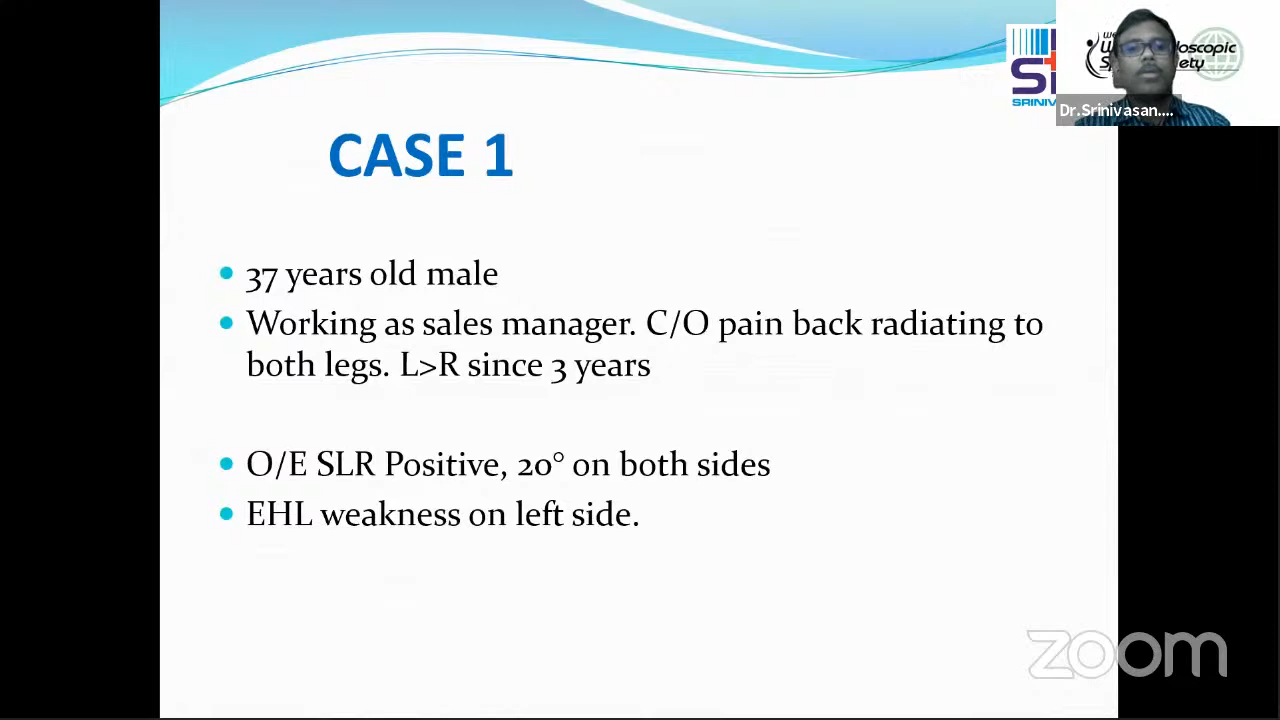 CASE 1
37 years old male
Working as sales manager. C/O pain back radiating to
both legs. L>R since 3 years
O/E SLR Positive, 20° on both sides
EHL weakness on left side.
Dr.Srinivasan....
zoom